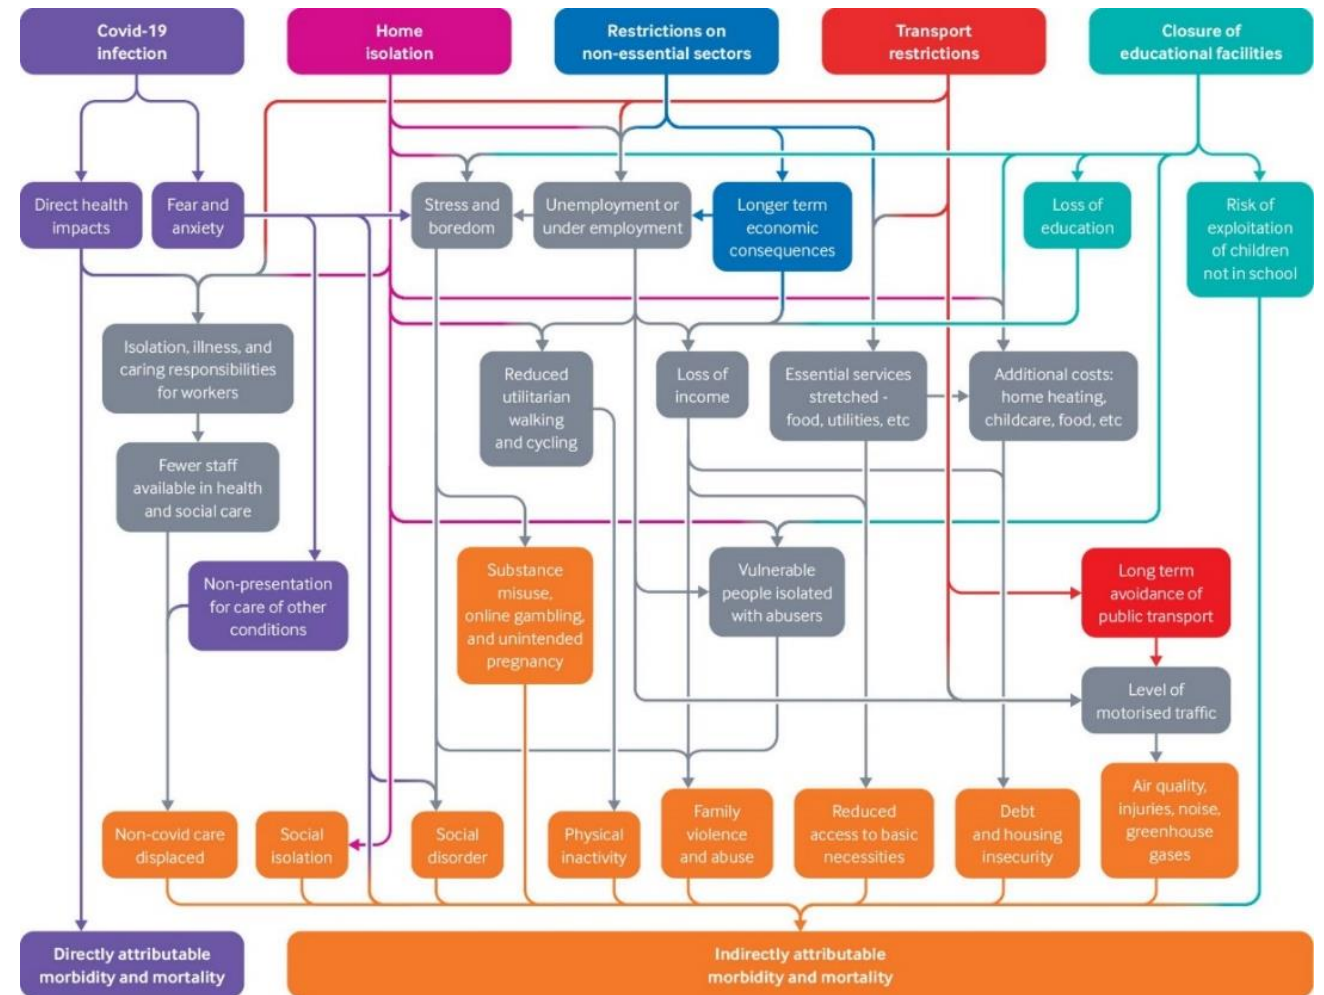 Covid-19
infection
Home
isolation
Restrictions on
non-essential sectors
Transport
restrictions
Closure of
educational facilities
Direct health
impacts
Fear and
anxiety
Stress and
boredom
Unemployment or
under employment
Longer term
economic
consequences
Loss of
education
Risk of
exploitation
of children
not in school
Isolation, illness, and
caring responsibilities
for workers
Reduced
utilitarian
walking
and cycling
Loss of
income
Essential services
stretched -
food, utilities, etc
Additional costs:
home heating,
childcare, food, etc
Fewer staff
available in health
and social care
Non-presentation
for care of other
conditions
Substance
misuse,
online gambling,
and unintended
pregnancy
Vulnerable
people isolated
with abusers
Long term
avoidance of
public transport
Level of
motorised traffic
Non-covid care
displaced
Social
isolation
Social
disorder
Physical
inactivity
Family
violence
and abuse
Reduced
access to basic
necessities
Debt
and housing
insecurity
Air quality,
injuries, noise,
greenhouse
gases
Directly attributable
morbidity and mortality
Indirectly attributable
morbidity and mortality